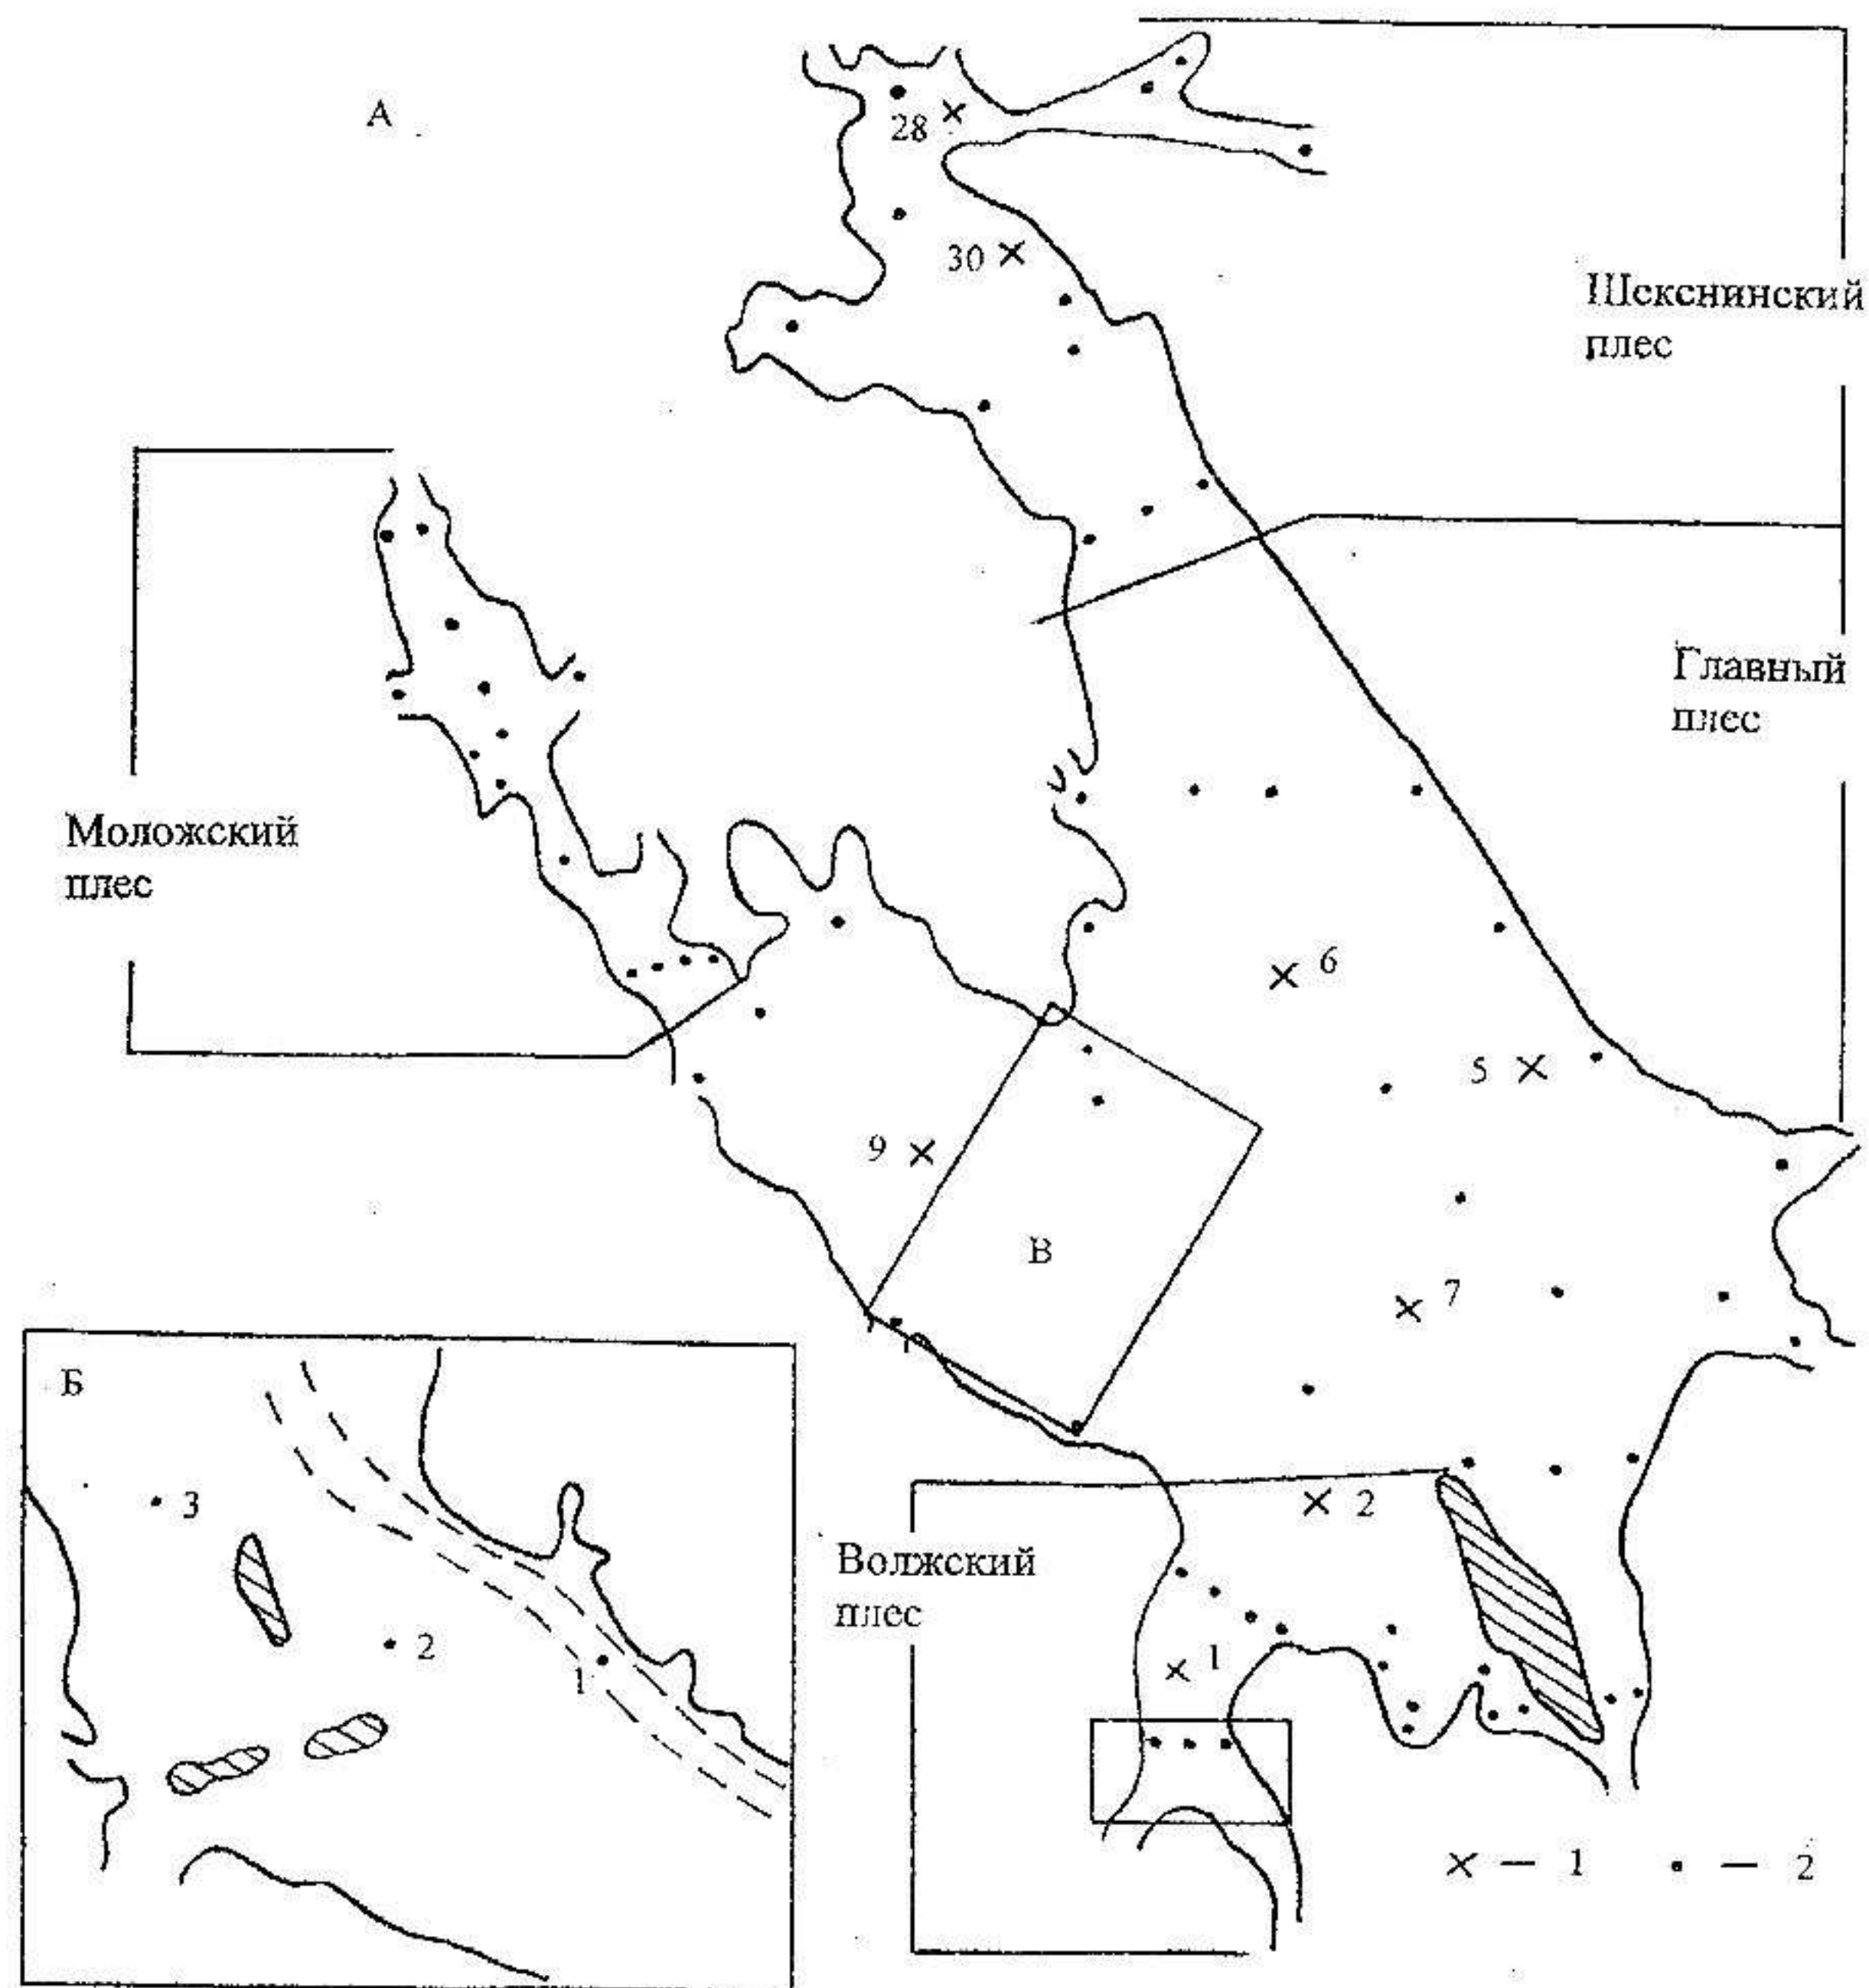 А
28
30
Шекснинский
плес
Главный
плес
Моложский
плес
6
5
9
В
7
Б
3
2
1
2
Волжский
плес
1
× — 1 • — 2